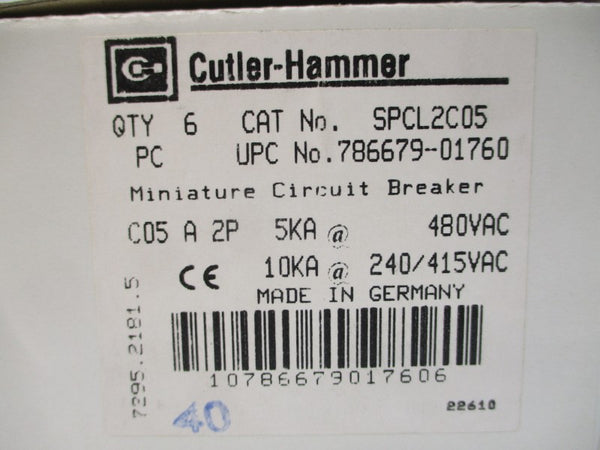 Cutler-Hammer
QTY 6 CAT No. SPCL2C05
PC UPC No.786679-01760
Miniature Circuit Breaker
C05 A 2P 5KA @ 480VAC
CE 10KA @ 240/415VAC
MADE IN GERMANY
10786679017606
7295.2181.5
40
22610